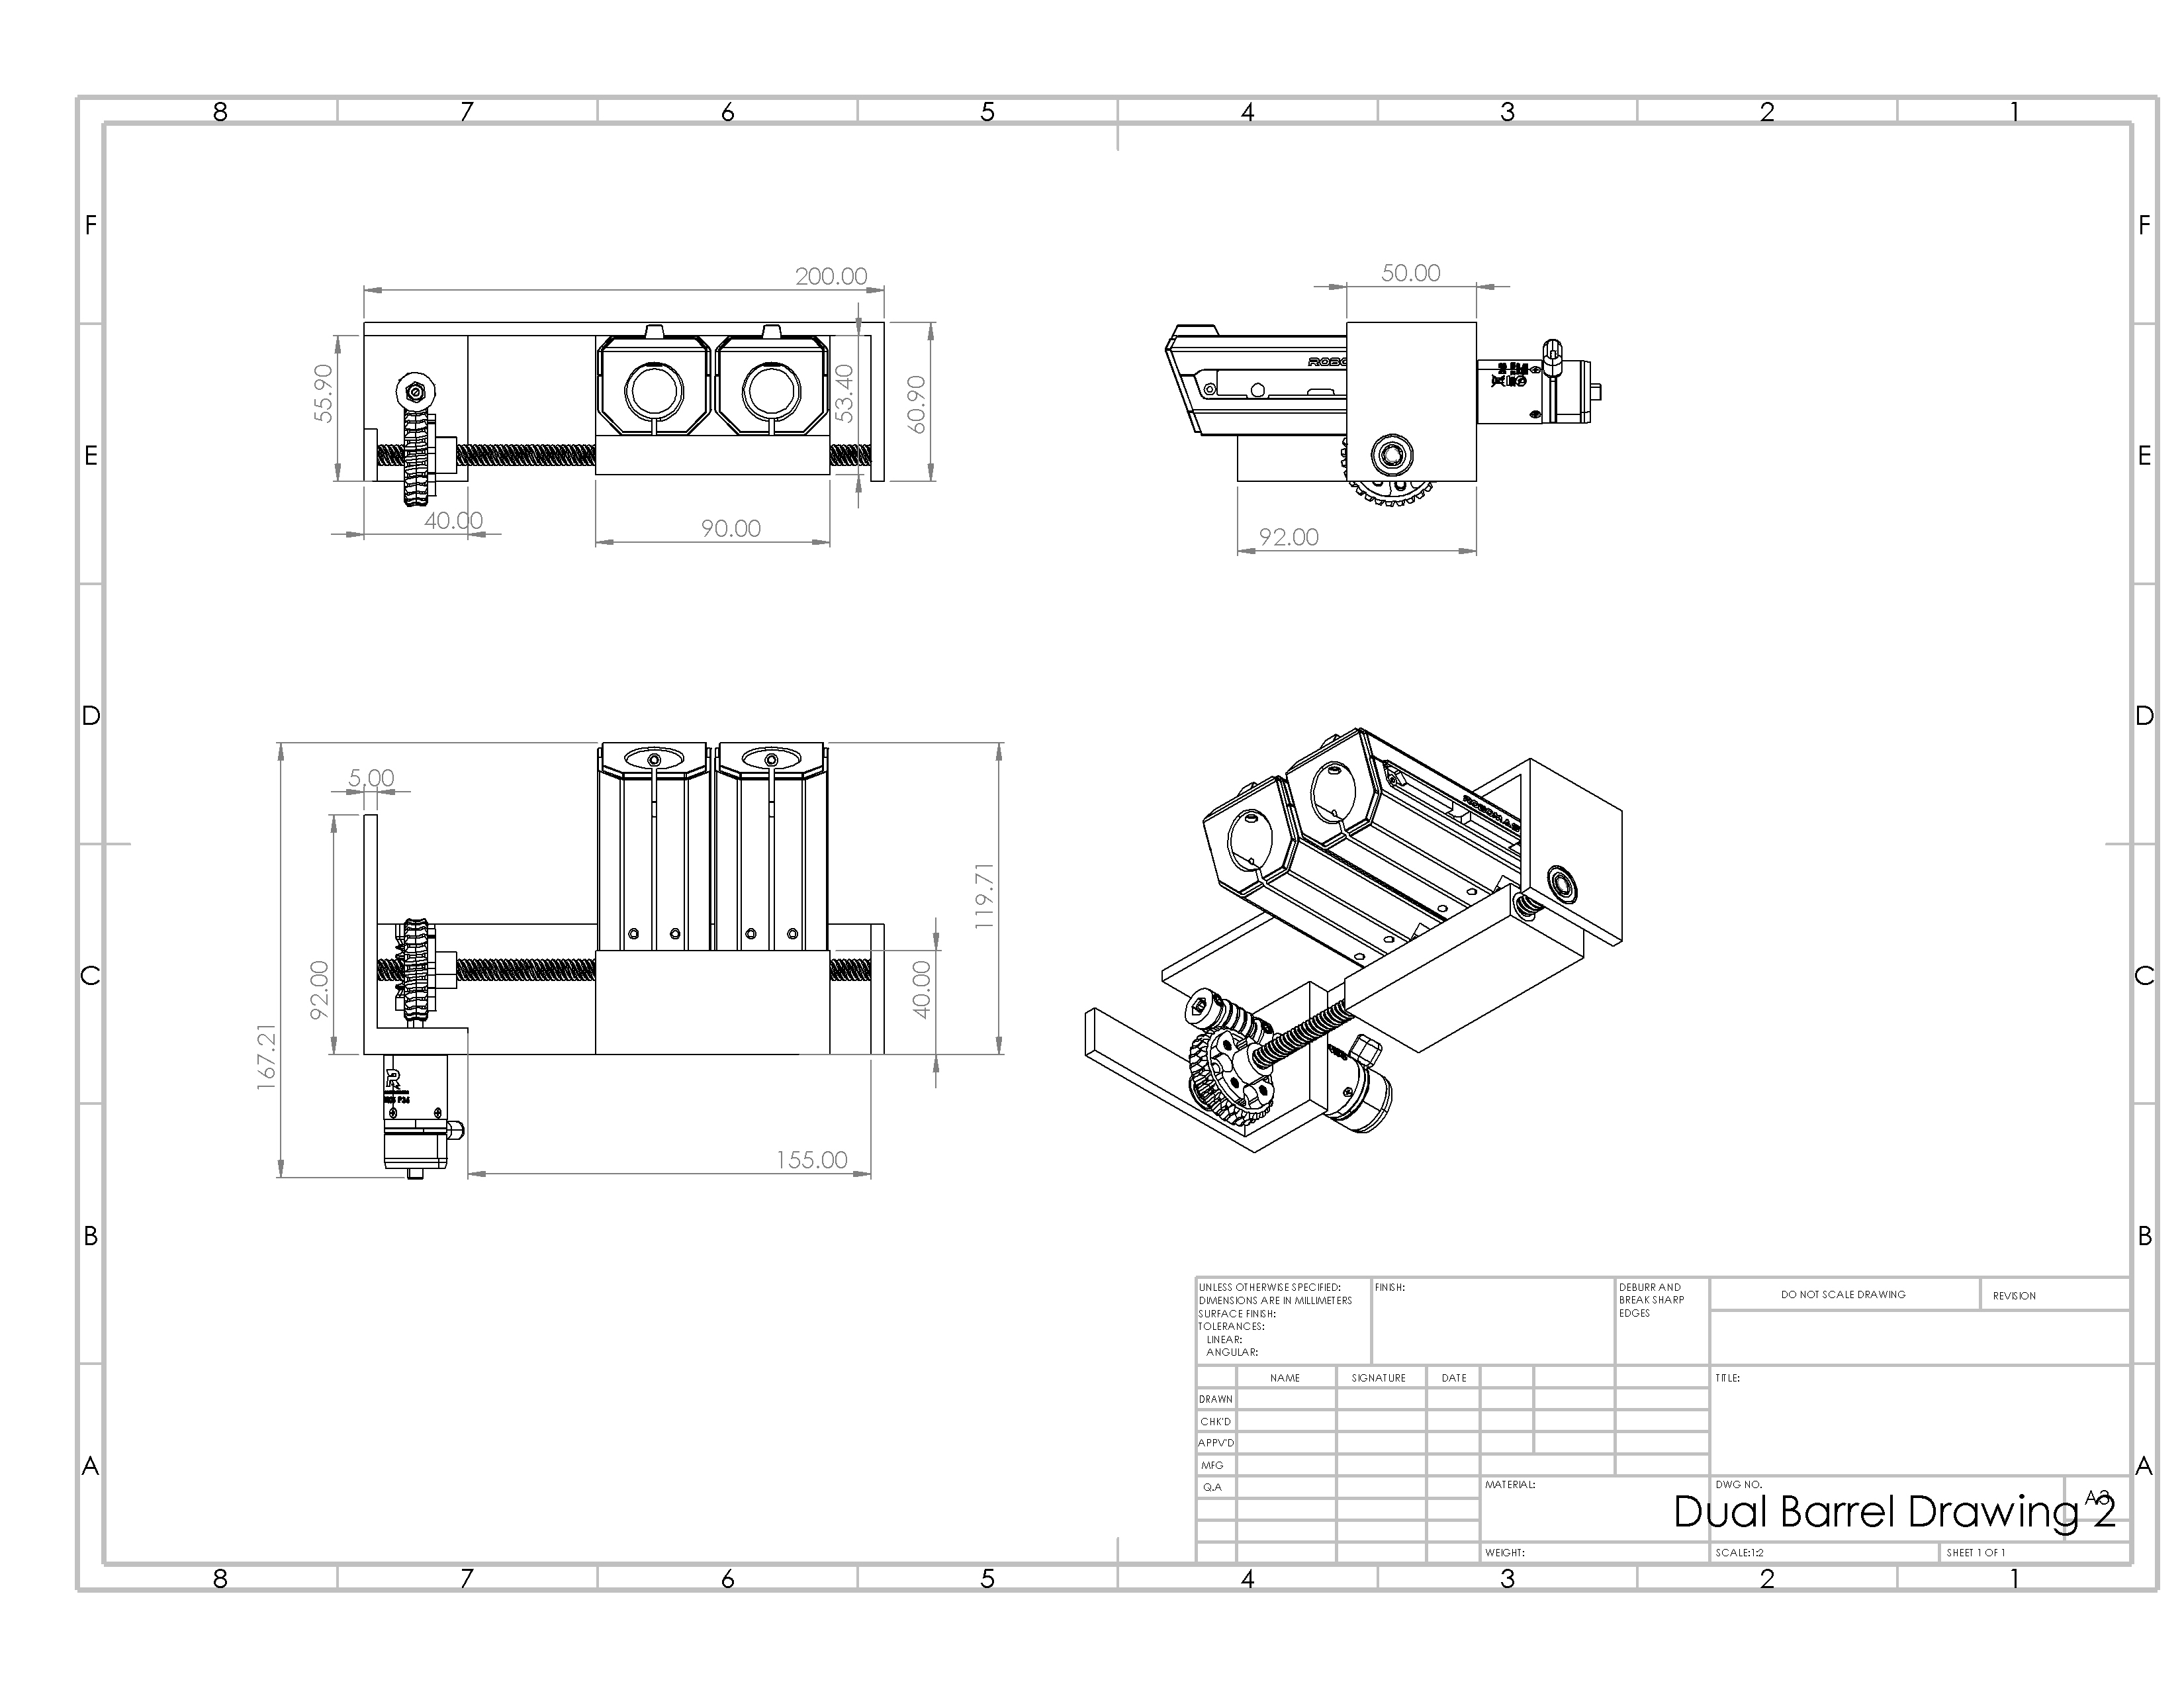 8 7 6 5 4 3 2 1
F F
200.00
50.00
ROBO
55.90
53.40
60.90
E E
40.00
90.00
92.00
D D
5.00
119.71
ROBOMAS
92.00
40.00
C C
167.21
R
155.00
B B
UNLESS OTHERWISE SPECIFIED:
DIMENSIONS ARE IN MILLIMETERS
SURFACE FINISH:
TOLERANCES:
LINEAR:
ANGULAR:
FINISH:
DEBURR AND
BREAK SHARP
EDGES
DO NOT SCALE DRAWING
REVISION
NAME SIGNATURE DATE
TITLE:
DRAWN
CHK'D
APPV'D
MFG
Q.A
A A
MATERIAL:
DWG NO.
Dual Barrel Drawing 2
A3
WEIGHT:
SCALE:1:2
SHEET 1 OF 1
8 7 6 5 4 3 2 1